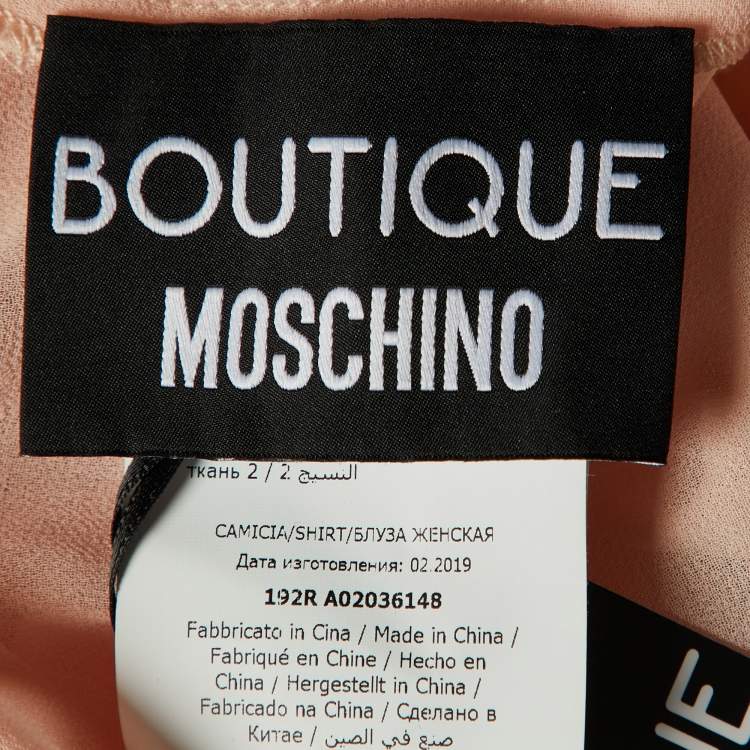 BOUTIQUE
MOSCHINO
ткань 2 / 2 النسيج
CAMICIA/SHIRT/БЛУЗА ЖЕНСКАЯ
Дата изготовления: 02.2019
192R A02036148
Fabbricato in Cina / Made in China /
Fabriqué en Chine / Hecho en
China / Hergestellt in China /
Fabricado na China / Сделано в
Китае / صنع في الصين